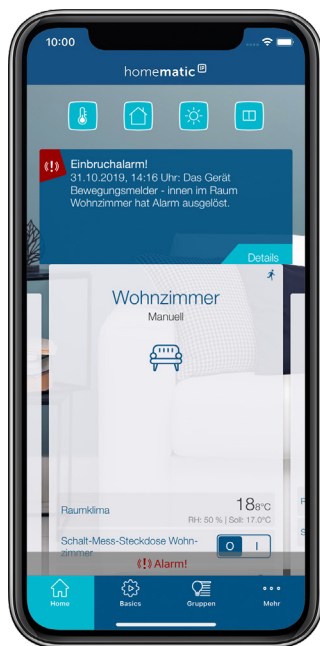 10:00
homematic IP
Einbruchalarm!
31.10.2019, 14:16 Uhr: Das Gerät
Bewegungsmelder - innen im Raum
Wohnzimmer hat Alarm ausgelöst.
Details
Wohnzimmer
Manuell
Raumklima
18,8°C
RH: 50 % | Soll: 17.0°C
Schalt-Mess-Steckdose Wohn-
zimmer
O I
Alarm!
Home Basics Gruppen Mehr